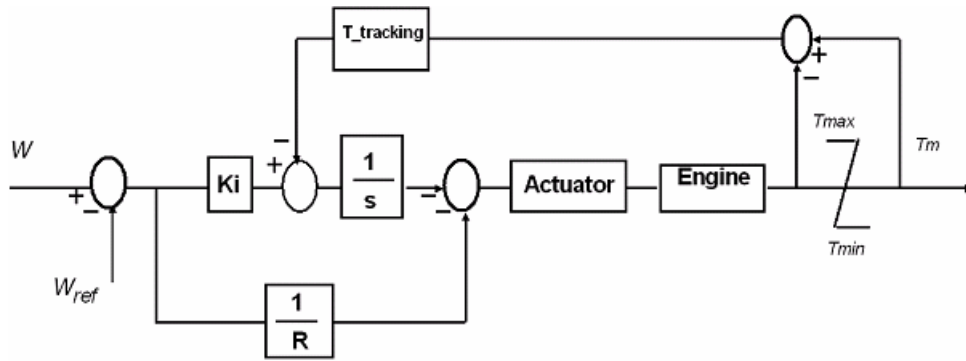 T_tracking
+
−
−
Tmax
Tm
W
+
−
+
Ki
1
s
−
−
Actuator
Engine
Tmin
Wref
1
R